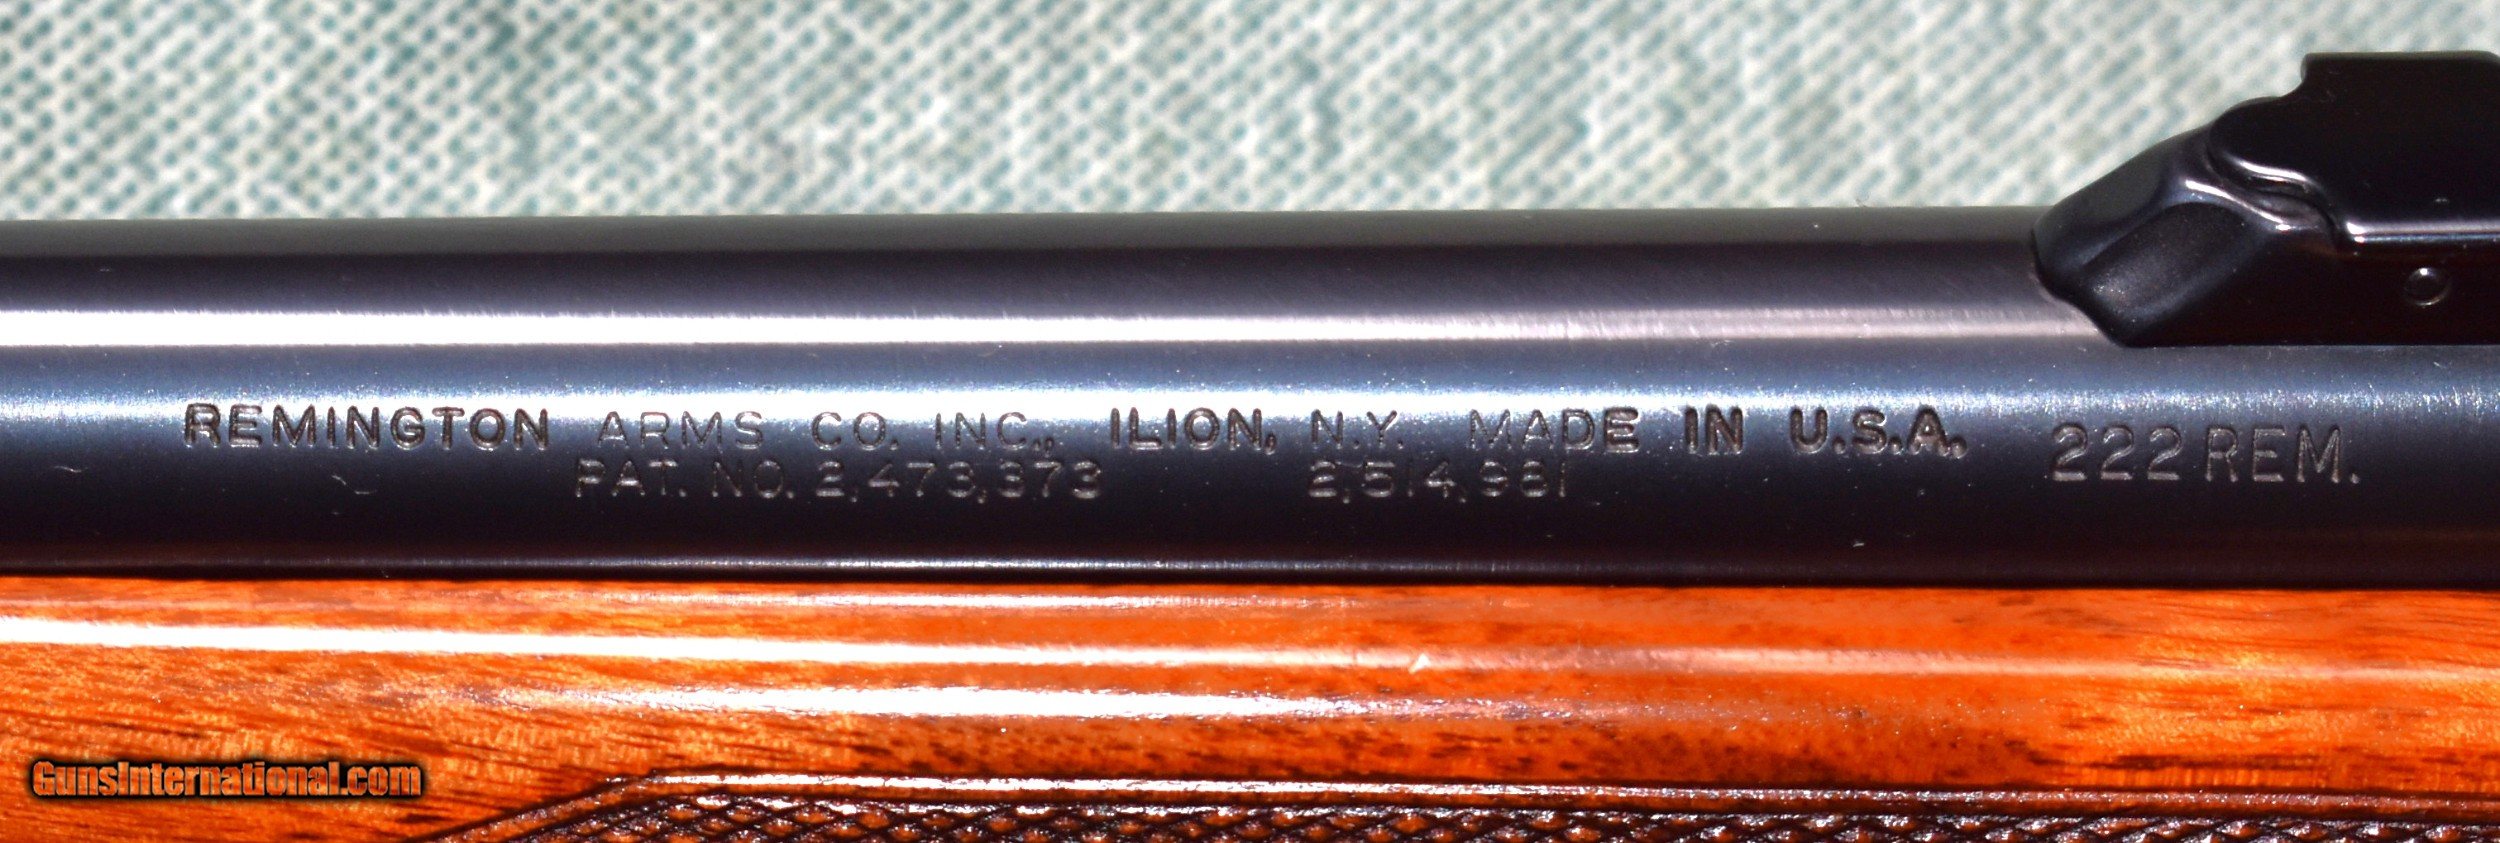 REMINGTON ARMS CO. INC., ILION, N.Y. MADE IN U.S.A.
PAT. NO. 2,473,373 2,514,981
222 REM.
GunsInternational.com